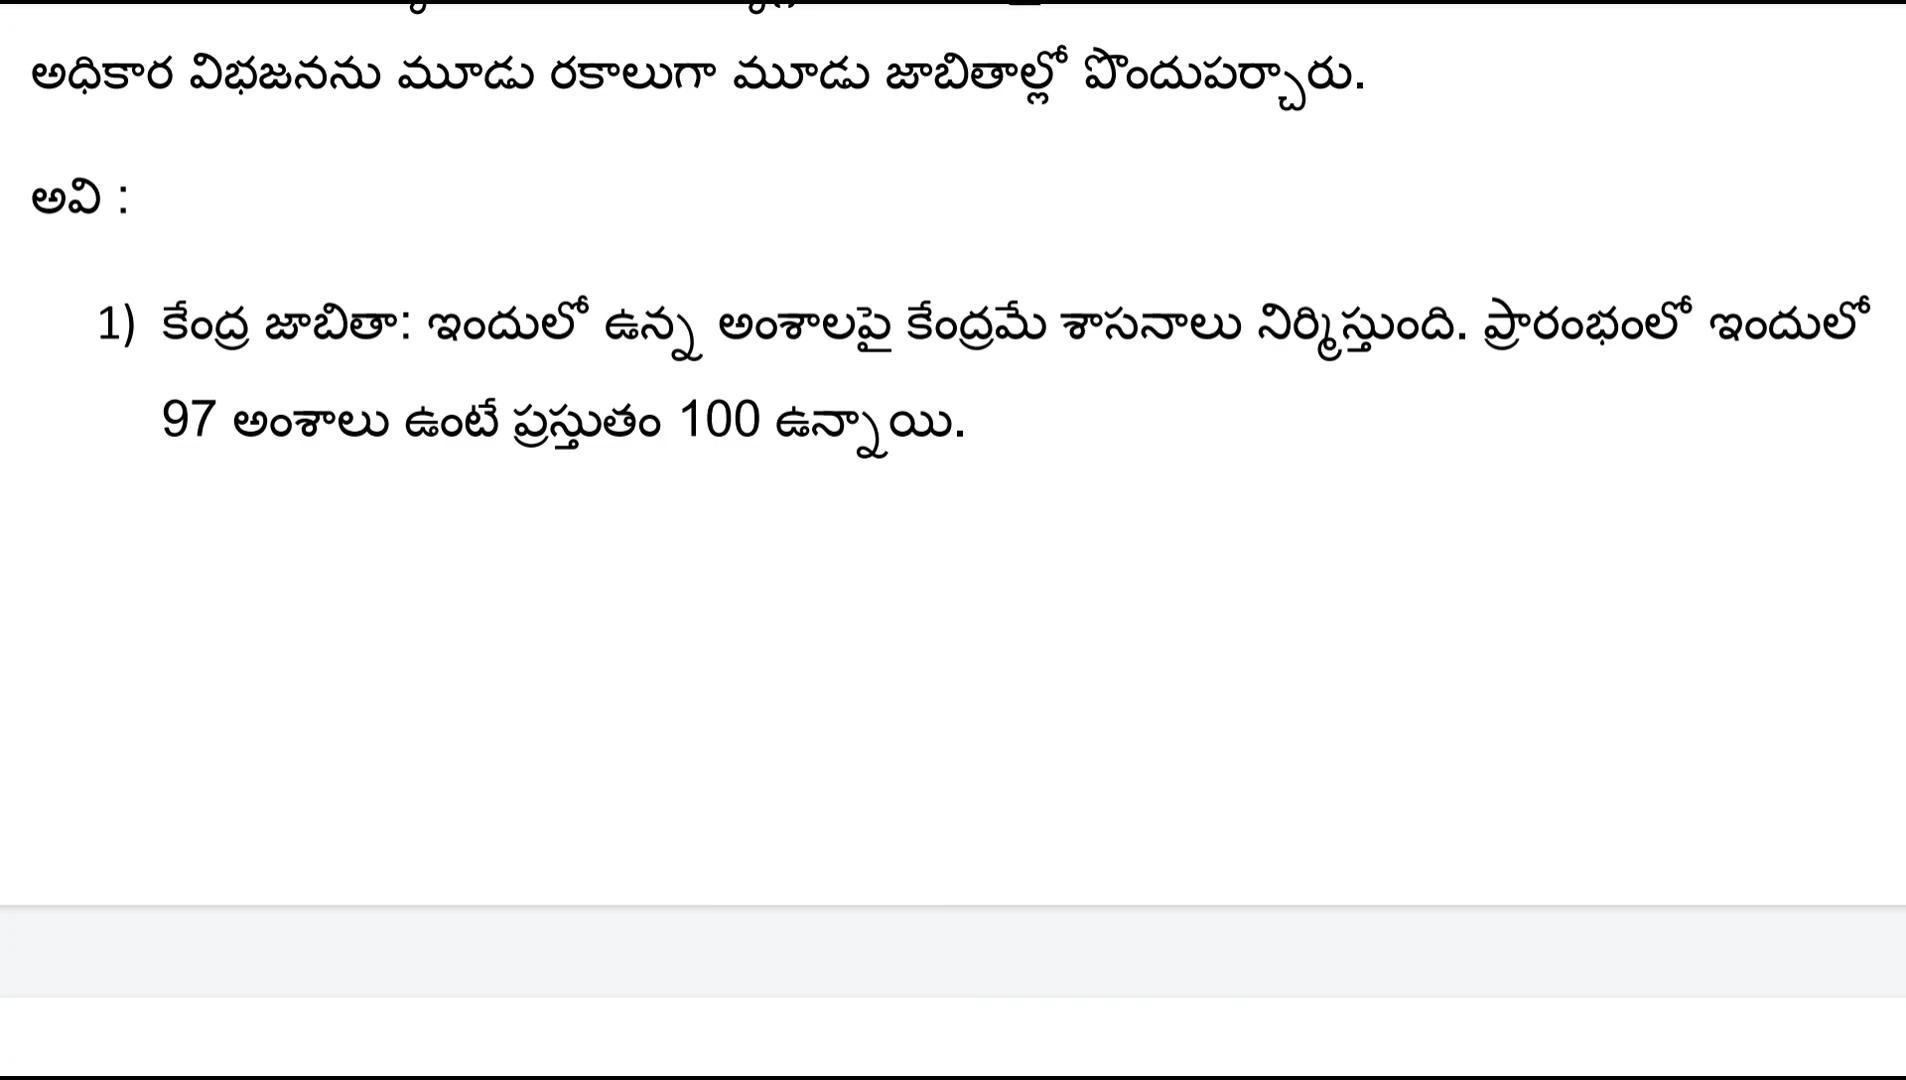 అధికార విభజనను మూడు రకాలుగా మూడు జాబితాల్లో పొందుపర్చారు.
అవి :
1) కేంద్ర జాబితా: ఇందులో ఉన్న అంశాలపై కేంద్రమే శాసనాలు నిర్మిస్తుంది. ప్రారంభంలో ఇందులో
97 అంశాలు ఉంటే ప్రస్తుతం 100 ఉన్నాయి.